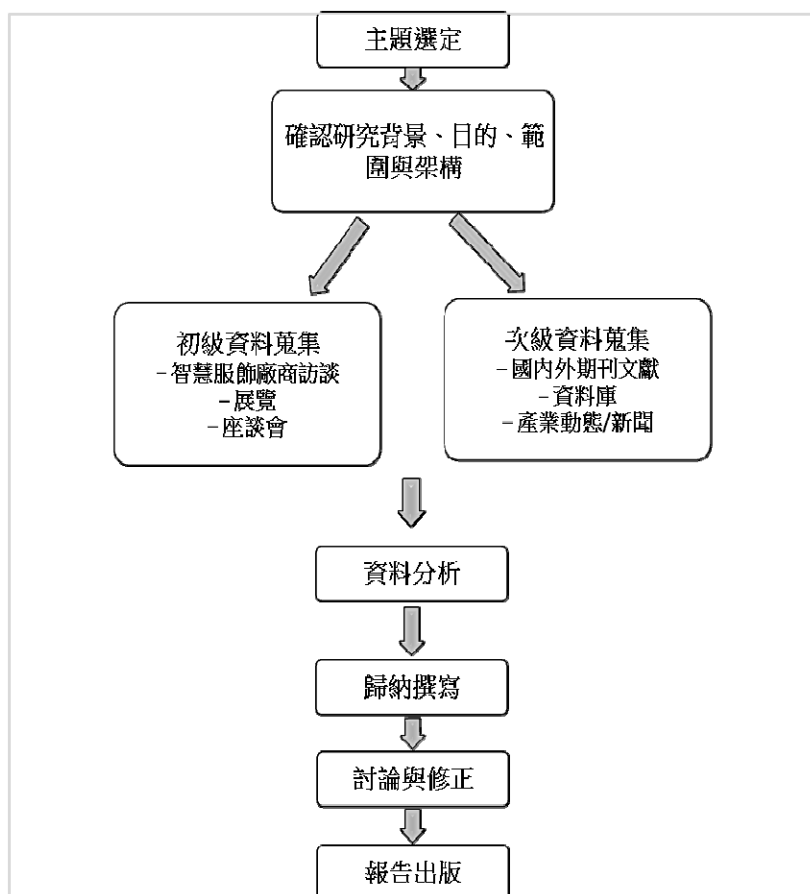 主題選定
確認研究背景、目的、範
圍與架構
初級資料蒐集
–智慧服飾廠商訪談
–展覽
–座談會
次級資料蒐集
–國內外期刊文獻
–資料庫
–產業動態/新聞
資料分析
歸納撰寫
討論與修正
報告出版